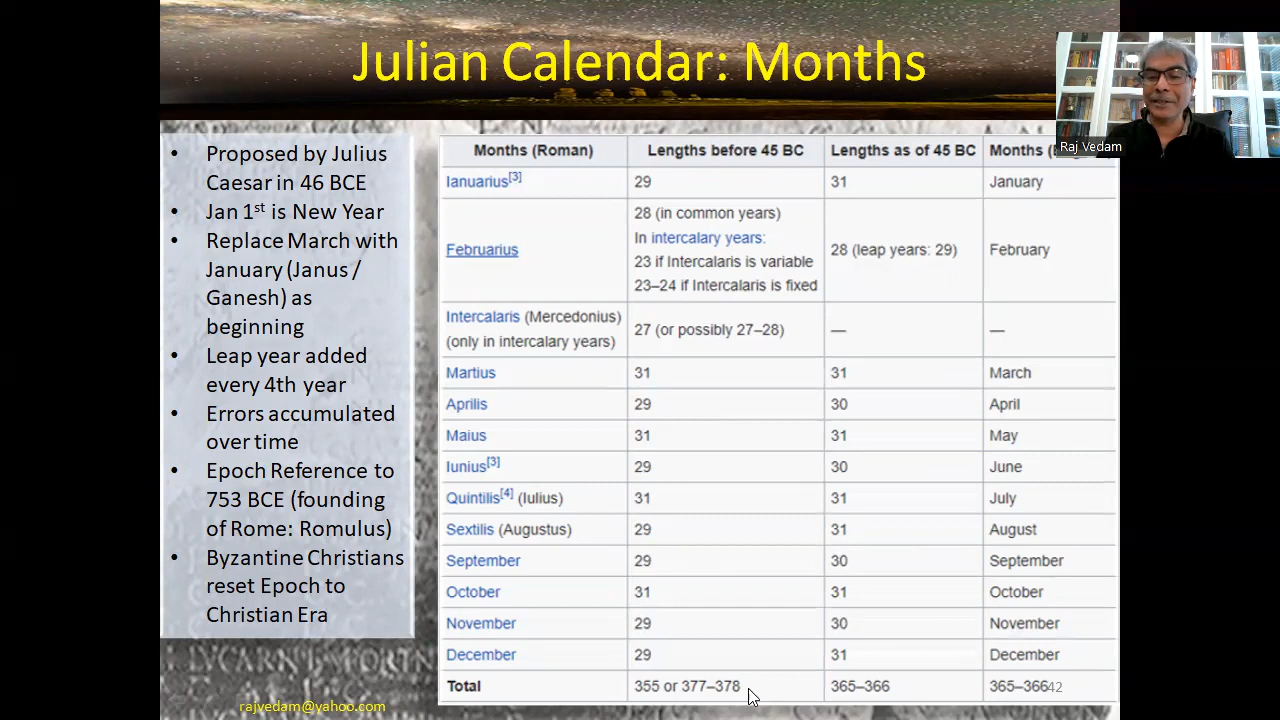 Julian Calendar: Months
Raj Vedam
• Proposed by Julius
Caesar in 46 BCE
• Jan 1st is New Year
• Replace March with
January (Janus /
Ganesh) as
beginning
• Leap year added
every 4th year
• Errors accumulated
over time
• Epoch Reference to
753 BCE (founding
of Rome: Romulus)
• Byzantine Christians
reset Epoch to
Christian Era
Months (Roman) Lengths before 45 BC Lengths as of 45 BC Months (
Ianuarius[3] 29 31 January
Februarius 28 (in common years)
In intercalary years:
23 if Intercalaris is variable
23–24 if Intercalaris is fixed
28 (leap years: 29) February
Intercalaris (Mercedonius)
(only in intercalary years)
27 (or possibly 27–28) — —
Martius 31 31 March
Aprilis 29 30 April
Maius 31 31 May
Iunius[3] 29 30 June
Quintilis[4] (Iulius) 31 31 July
Sextilis (Augustus) 29 31 August
September 29 30 September
October 31 31 October
November 29 30 November
December 29 31 December
Total 355 or 377–378 365–366 365–366
42
rajvedam@yahoo.com